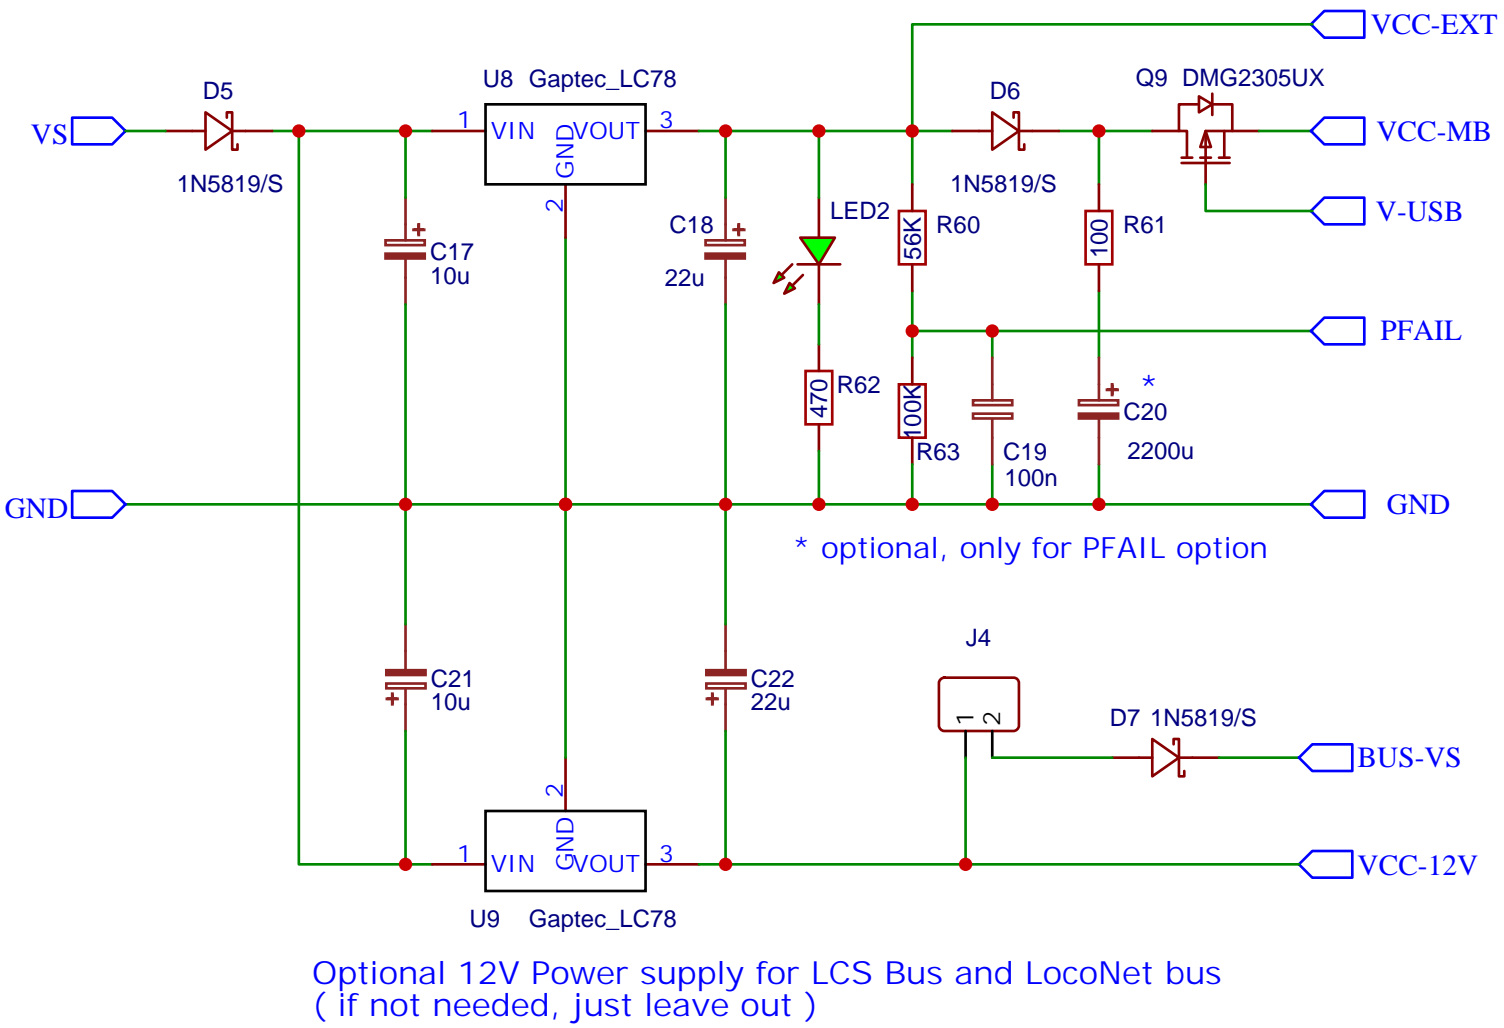 VCC-EXT
U8 Gaptec_LC78
Q9 DMG2305UX
D5
D6
VS
1 VIN GND VOUT 3
VCC-MB
1N5819/S
1N5819/S
2
LED2
V-USB
C18
+
+
R60
56K
R61
100
C17
10u
22u
PFAIL
470
R62
100K
*
+
C20
R63
C19
100n
2200u
GND
GND
* optional, only for PFAIL option
J4
C21
10u
+
C22
22u
+
1 2
D7 1N5819/S
BUS-VS
2
1 VIN GND VOUT 3
VCC-12V
U9 Gaptec_LC78
Optional 12V Power supply for LCS Bus and LocoNet bus
( if not needed, just leave out )